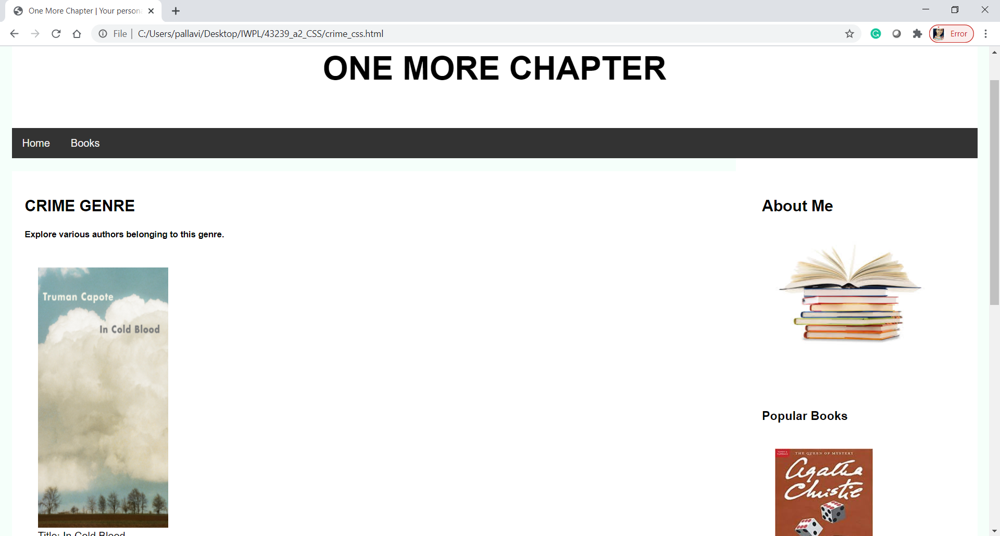 One More Chapter | Your person
File
C:/Users/pallavi/Desktop/IWPL/43239_a2_CSS/crime_css.html
Error
ONE MORE CHAPTER
Home
Books
CRIME GENRE
Explore various authors belonging to this genre.
Truman Capote
In Cold Blood
Title: In Cold Blood
About Me
Popular Books
THE QUEEN OF MYSTERY
Agatha
Christie